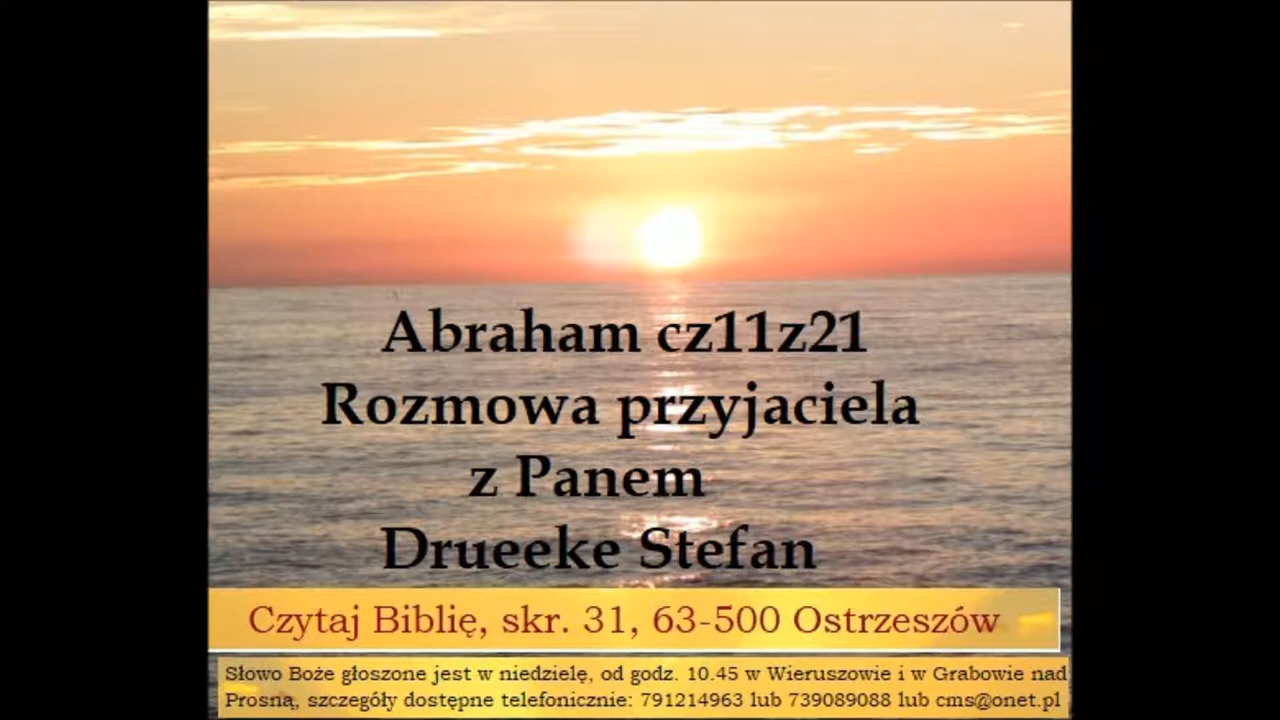 Abraham cz11z21
Rozmowa przyjaciela
z Panem
Drueeke Stefan
Czytaj Biblię, skr. 31, 63-500 Ostrzeszów
Słowo Boże głoszone jest w niedzielę, od godz. 10.45 w Wieruszowie i w Grabowie nad
Prosną, szczegóły dostępne telefonicznie: 791214963 lub 739089088 lub cms@onet.pl